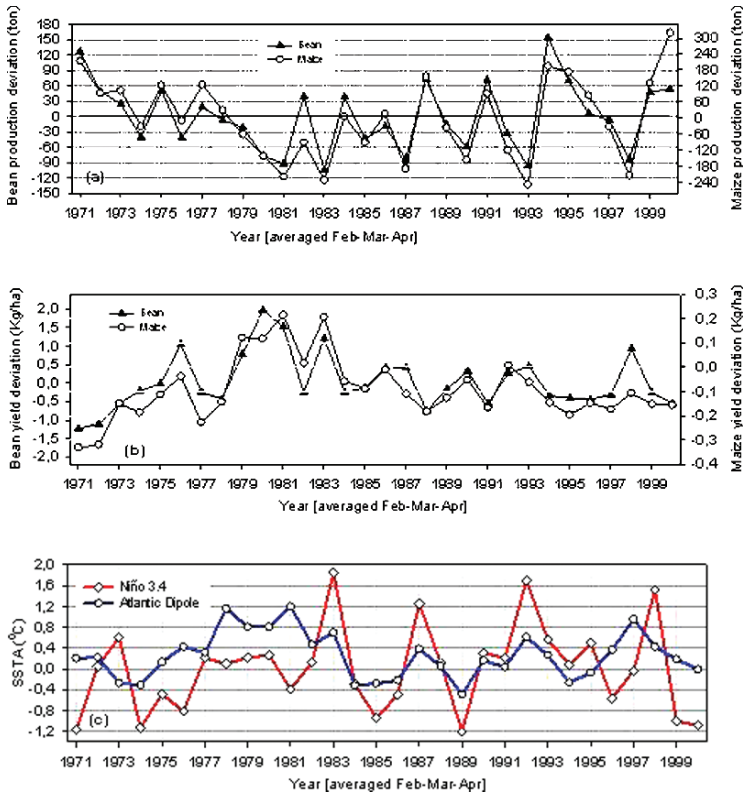 Bean production deviation (ton)
180
150
120
90
60
30
0
-30
-60
-90
-120
-150
Bean
Maize
(a)
300
240
180
120
60
0
-60
-120
-180
-240
Maize production deviation (ton)
1971 1973 1975 1977 1979 1981 1983 1985 1987 1989 1991 1993 1995 1997 1999
Year [averaged Feb-Mar-Apr]
Bean yield deviation (Kg/ha)
2,0
1,5
1,0
0,5
0,0
-0,5
-1,0
-1,5
-2,0
Bean
Maize
(b)
0,3
0,2
0,1
0,0
-0,1
-0,2
-0,3
-0,4
Maize yield deviation (Kg/ha)
1971 1973 1975 1977 1979 1981 1983 1985 1987 1989 1991 1993 1995 1997 1999
Year [averaged Feb-Mar-Apr]
SSTA (°C)
2,0
1,6
1,2
0,8
0,4
0,0
-0,4
-0,8
-1,2
Niño 3.4
Atlantic Dipole
(c)
1971 1973 1975 1977 1979 1981 1983 1985 1987 1989 1991 1993 1995 1997 1999
Year [averaged Feb-Mar-Apr]